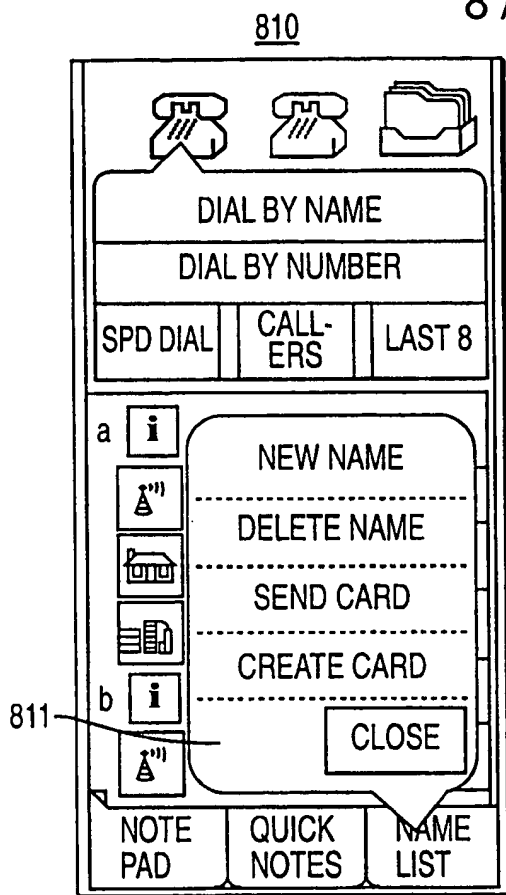 810
8
DIAL BY NAME
DIAL BY NUMBER
SPD DIAL
CALL-
ERS
LAST 8
a i
NEW NAME
DELETE NAME
SEND CARD
CREATE CARD
b i
811
CLOSE
NOTE
PAD
QUICK
NOTES
NAME
LIST